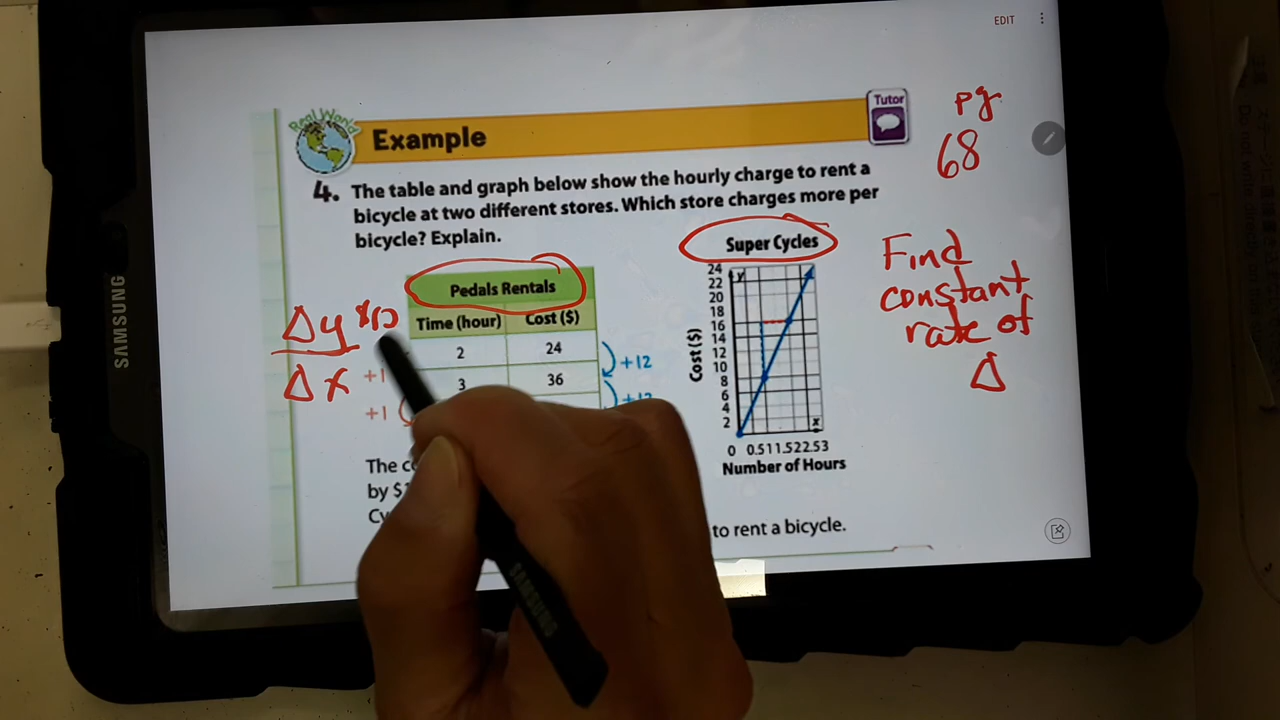 EDIT
SAMSUNG
Real World
Example
Tutor
pg
68
4. The table and graph below show the hourly charge to rent a
bicycle at two different stores. Which store charges more per
bicycle? Explain.
Pedals Rentals
Time (hour) Cost ($)
2 24
3 36
+12
+12
Δy $12
Δx +1
+1
Super Cycles
Cost ($)
24
22
20
18
16
14
12
10
8
6
4
2
y
x
0 0.511.522.53
Number of Hours
Find
constant
rate of
Δ
The
by $
to rent a bicycle.
SAMSUNG